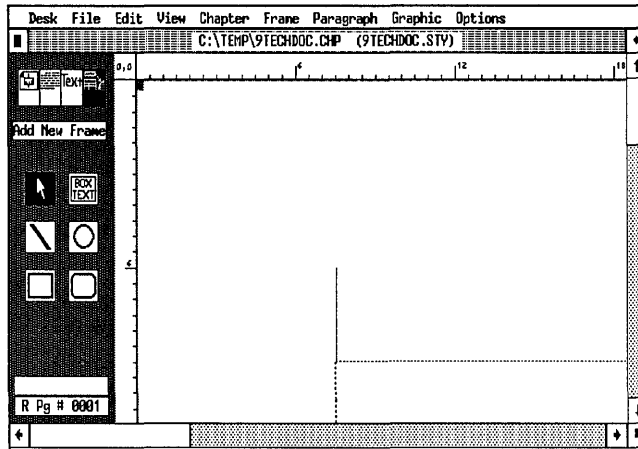 Desk File Edit View Chapter Frame Paragraph Graphic Options
C:\TEMP\9TECHDOC.CHP (9TECHDOC.STY)
0,0 6 12 18
Text
Add New Frame
BOX
TEXT
6
R Pg # 0001